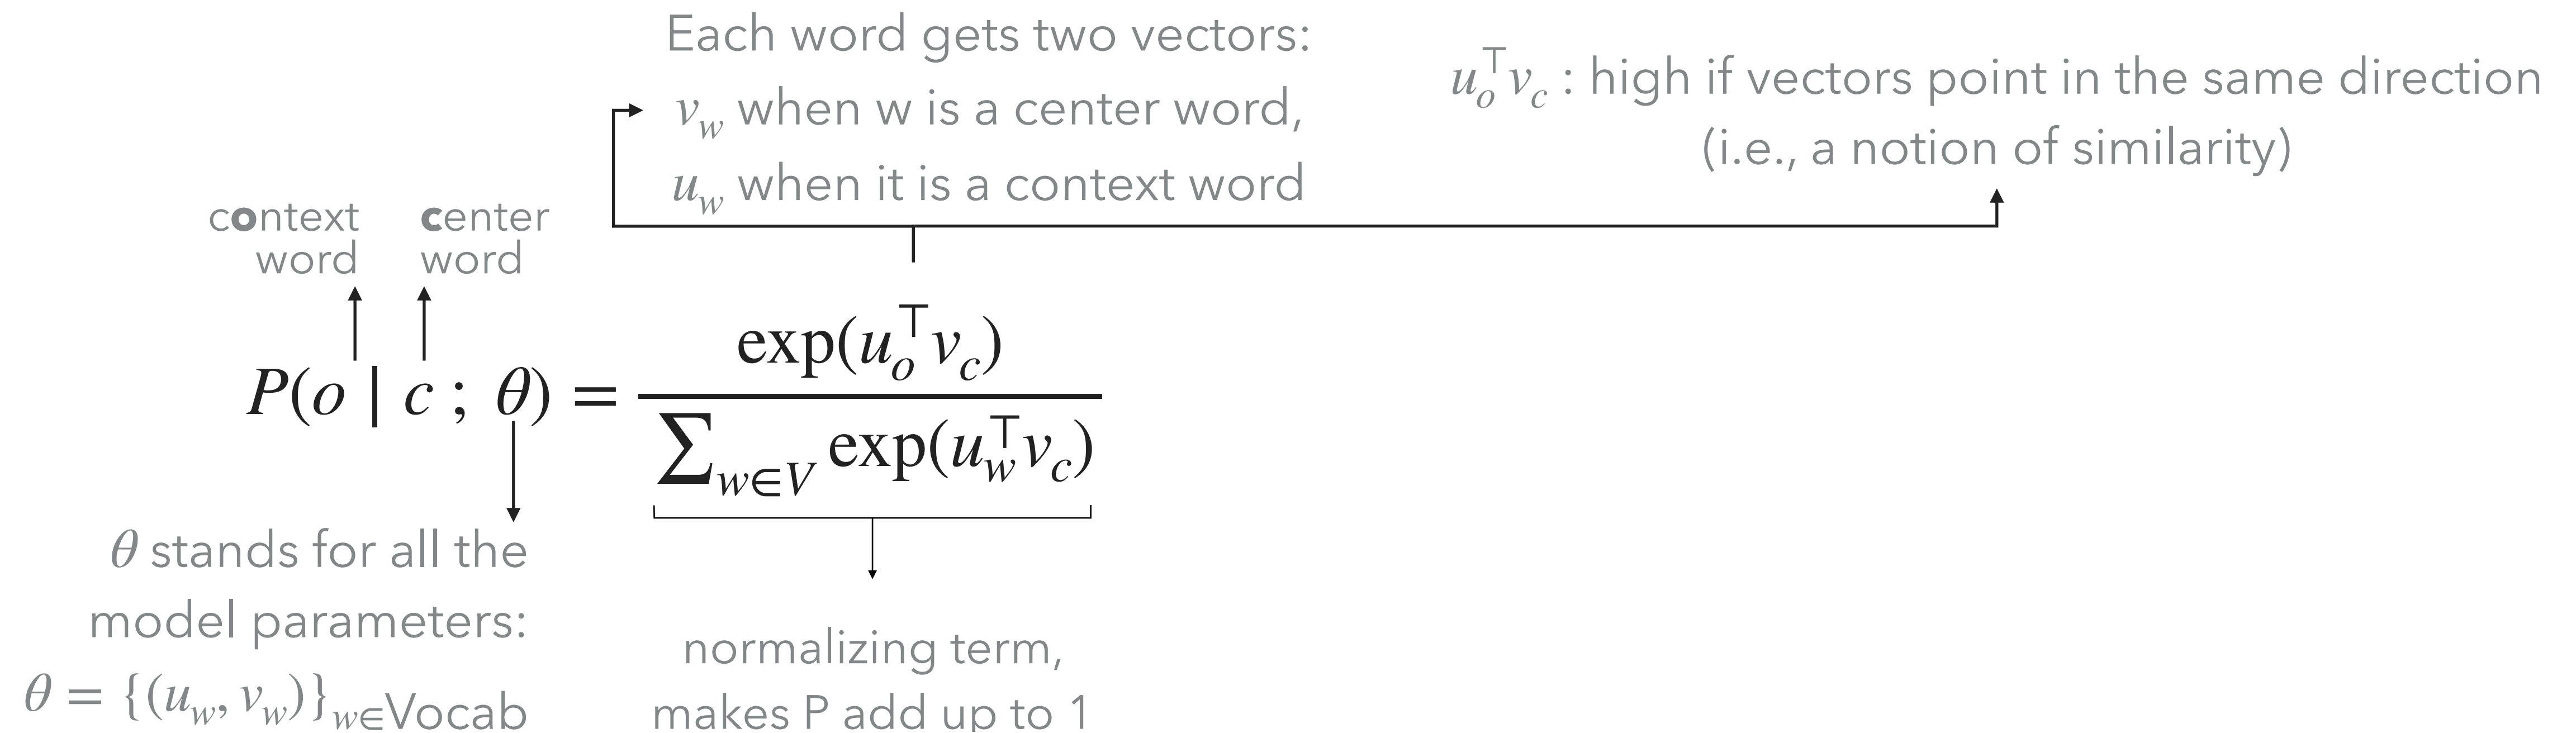 Each word gets two vectors:
v_w when w is a center word,
u_w when it is a context word
u_o^⊤ v_c : high if vectors point in the same direction
(i.e., a notion of similarity)
context
word
center
word
P(o | c ; θ) = exp(u_o^⊤ v_c) / ∑_{w∈V} exp(u_w^⊤ v_c)
θ stands for all the
model parameters:
θ = {(u_w, v_w)}_{w∈Vocab}
normalizing term,
makes P add up to 1